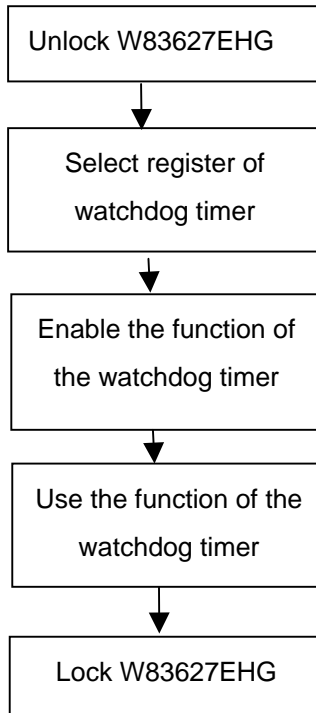 Unlock W83627EHG
Select register of
watchdog timer
Enable the function of
the watchdog timer
Use the function of the
watchdog timer
Lock W83627EHG